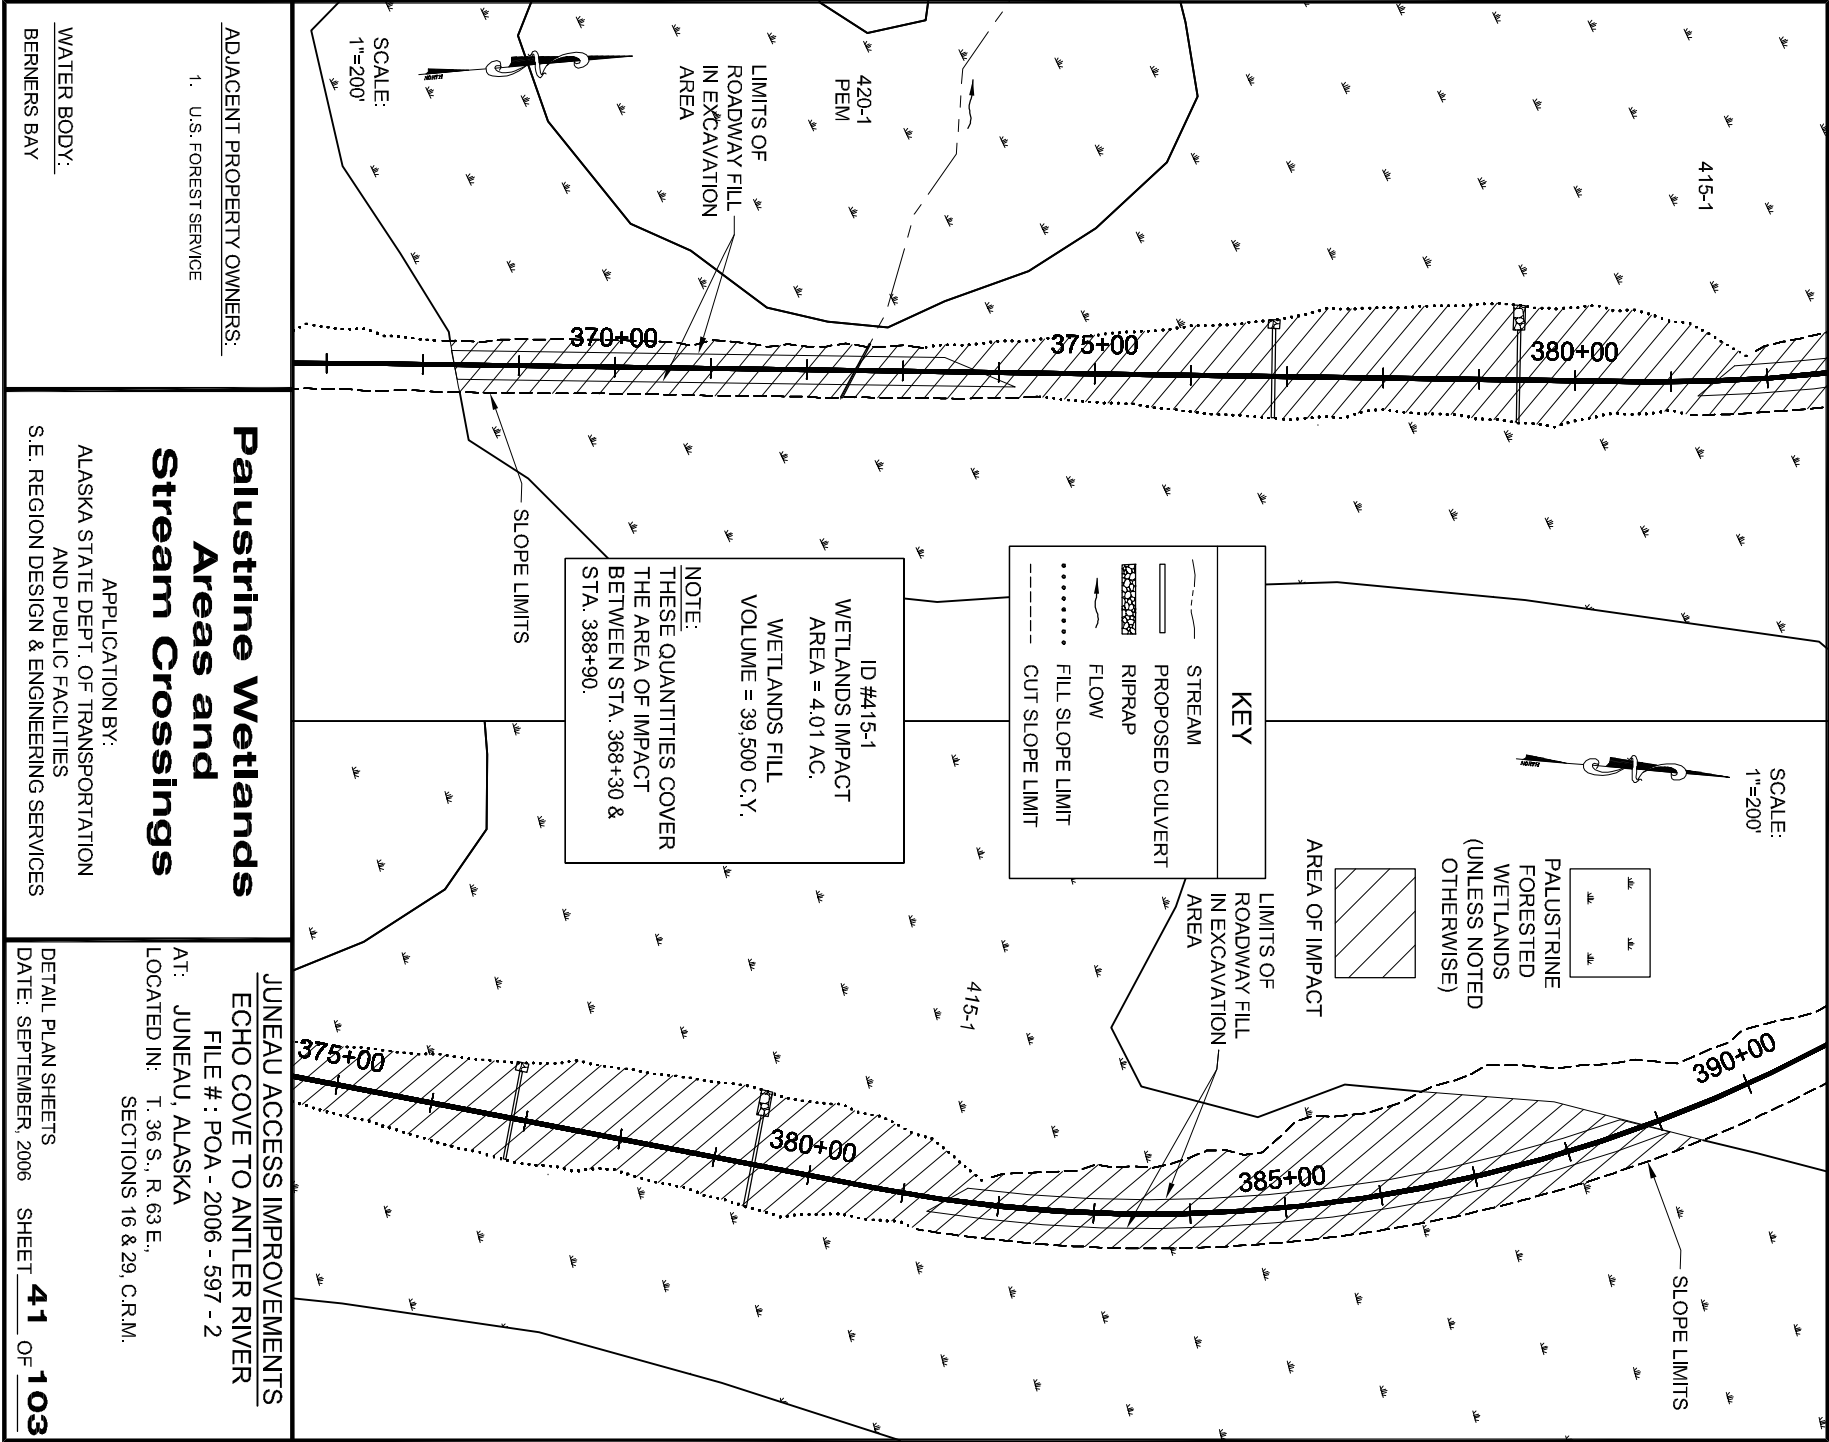 415-1
420-1
PEM
LIMITS OF
ROADWAY FILL
IN EXCAVATION
AREA
SCALE:
1"=200'
NORTH
370+00
375+00
380+00
SLOPE LIMITS
KEY
STREAM
PROPOSED CULVERT
RIPRAP
FLOW
FILL SLOPE LIMIT
CUT SLOPE LIMIT
ID #415-1
WETLANDS IMPACT
AREA = 4.01 AC.
WETLANDS FILL
VOLUME = 39,500 C.Y.
NOTE:
THESE QUANTITIES COVER
THE AREA OF IMPACT
BETWEEN STA. 368+30 &
STA. 388+90.
SCALE:
1"=200'
NORTH
PALUSTRINE
FORESTED
WETLANDS
(UNLESS NOTED
OTHERWISE)
AREA OF IMPACT
LIMITS OF
ROADWAY FILL
IN EXCAVATION
AREA
415-1
375+00
380+00
385+00
390+00
SLOPE LIMITS
ADJACENT PROPERTY OWNERS:
1. U.S. FOREST SERVICE
WATER BODY:
BERNERS BAY
Palustrine Wetlands
Areas and
Stream Crossings
APPLICATION BY:
ALASKA STATE DEPT. OF TRANSPORTATION
AND PUBLIC FACILITIES
S.E. REGION DESIGN & ENGINEERING SERVICES
JUNEAU ACCESS IMPROVEMENTS
ECHO COVE TO ANTLER RIVER
FILE # : POA - 2006 - 597 - 2
AT: JUNEAU, ALASKA
LOCATED IN: T. 36 S., R. 63 E.,
SECTIONS 16 & 29, C.R.M.
DETAIL PLAN SHEETS
DATE: SEPTEMBER, 2006 SHEET 41 OF 103